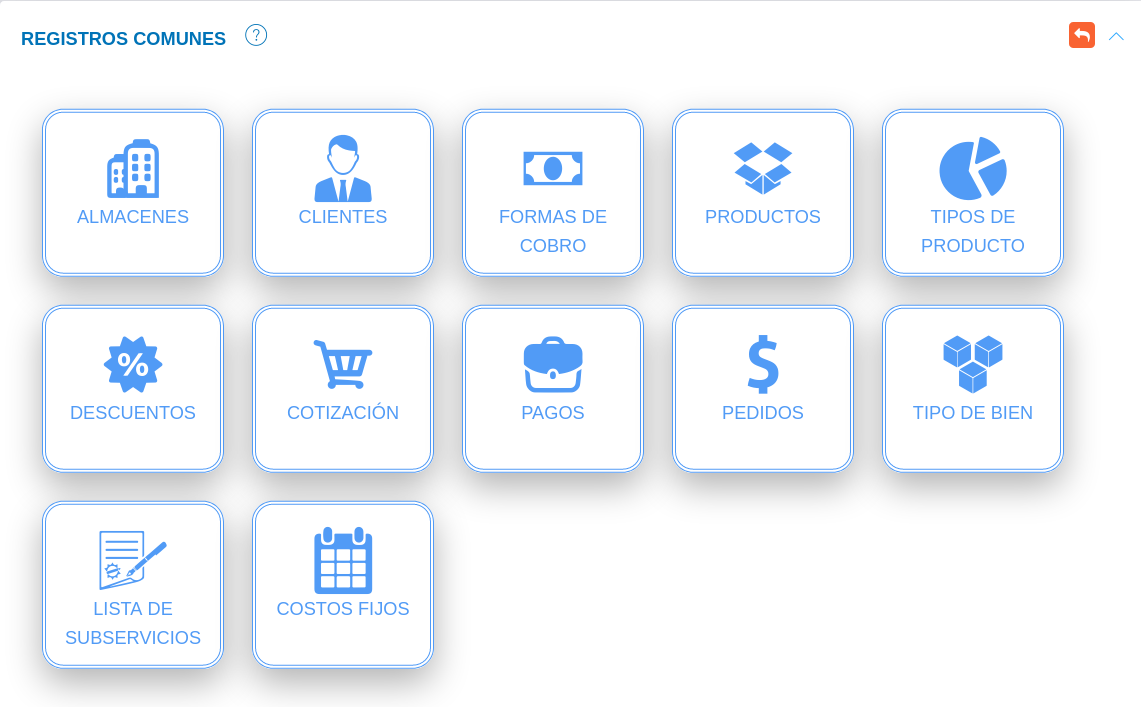 REGISTROS COMUNES ?
ALMACENES
CLIENTES
FORMAS DE
COBRO
PRODUCTOS
TIPOS DE
PRODUCTO
%
DESCUENTOS
COTIZACIÓN
PAGOS
$
PEDIDOS
TIPO DE BIEN
LISTA DE
SUBSERVICIOS
COSTOS FIJOS